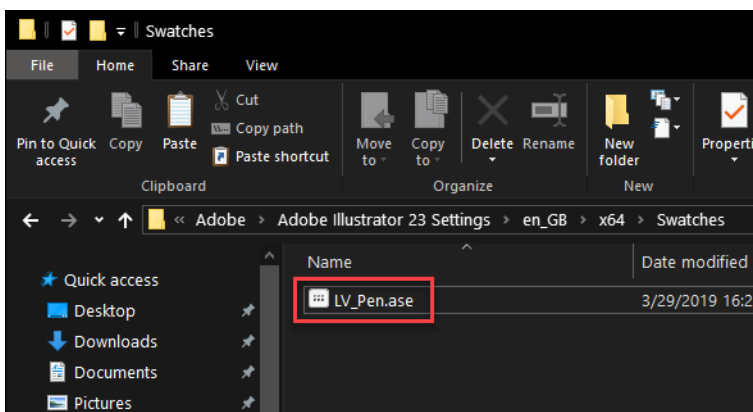 Swatches
File Home Share View
Pin to Quick access
Copy
Paste
Cut
Copy path
Paste shortcut
Move to
Copy to
Delete
Rename
New folder
Properti
Clipboard Organize New
« Adobe > Adobe Illustrator 23 Settings > en_GB > x64 > Swatches
Name Date modified
Quick access
LV_Pen.ase 3/29/2019 16:2
Desktop
Downloads
Documents
Pictures